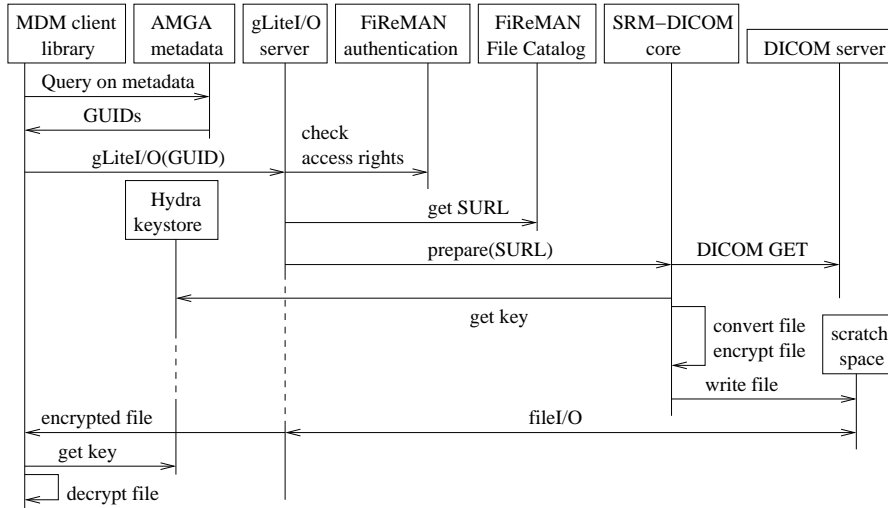 MDM client
library
AMGA
metadata
gLiteI/O
server
FiReMAN
authentication
FiReMAN
File Catalog
SRM−DICOM
core
DICOM server
Query on metadata
GUIDs
check
access rights
gLiteI/O(GUID)
Hydra
keystore
get SURL
prepare(SURL)
DICOM GET
get key
convert file
encrypt file
scratch
space
write file
encrypted file
fileI/O
get key
decrypt file